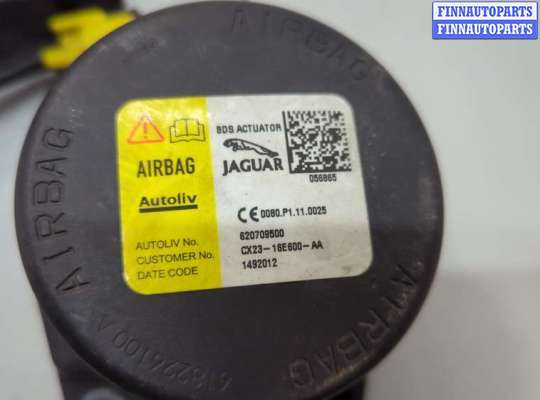 FINNAUTOPARTS
FINNAUTOPARTS
AIRBAG
AIRBAG
AIRBAG
618294100 A
BDS ACTUATOR
AIRBAG
JAGUAR
056865
Autoliv
CE 0080.P1.11.0025
AUTOLIV No. 620709500
CUSTOMER No. CX23-16E600-AA
DATE CODE 1492012